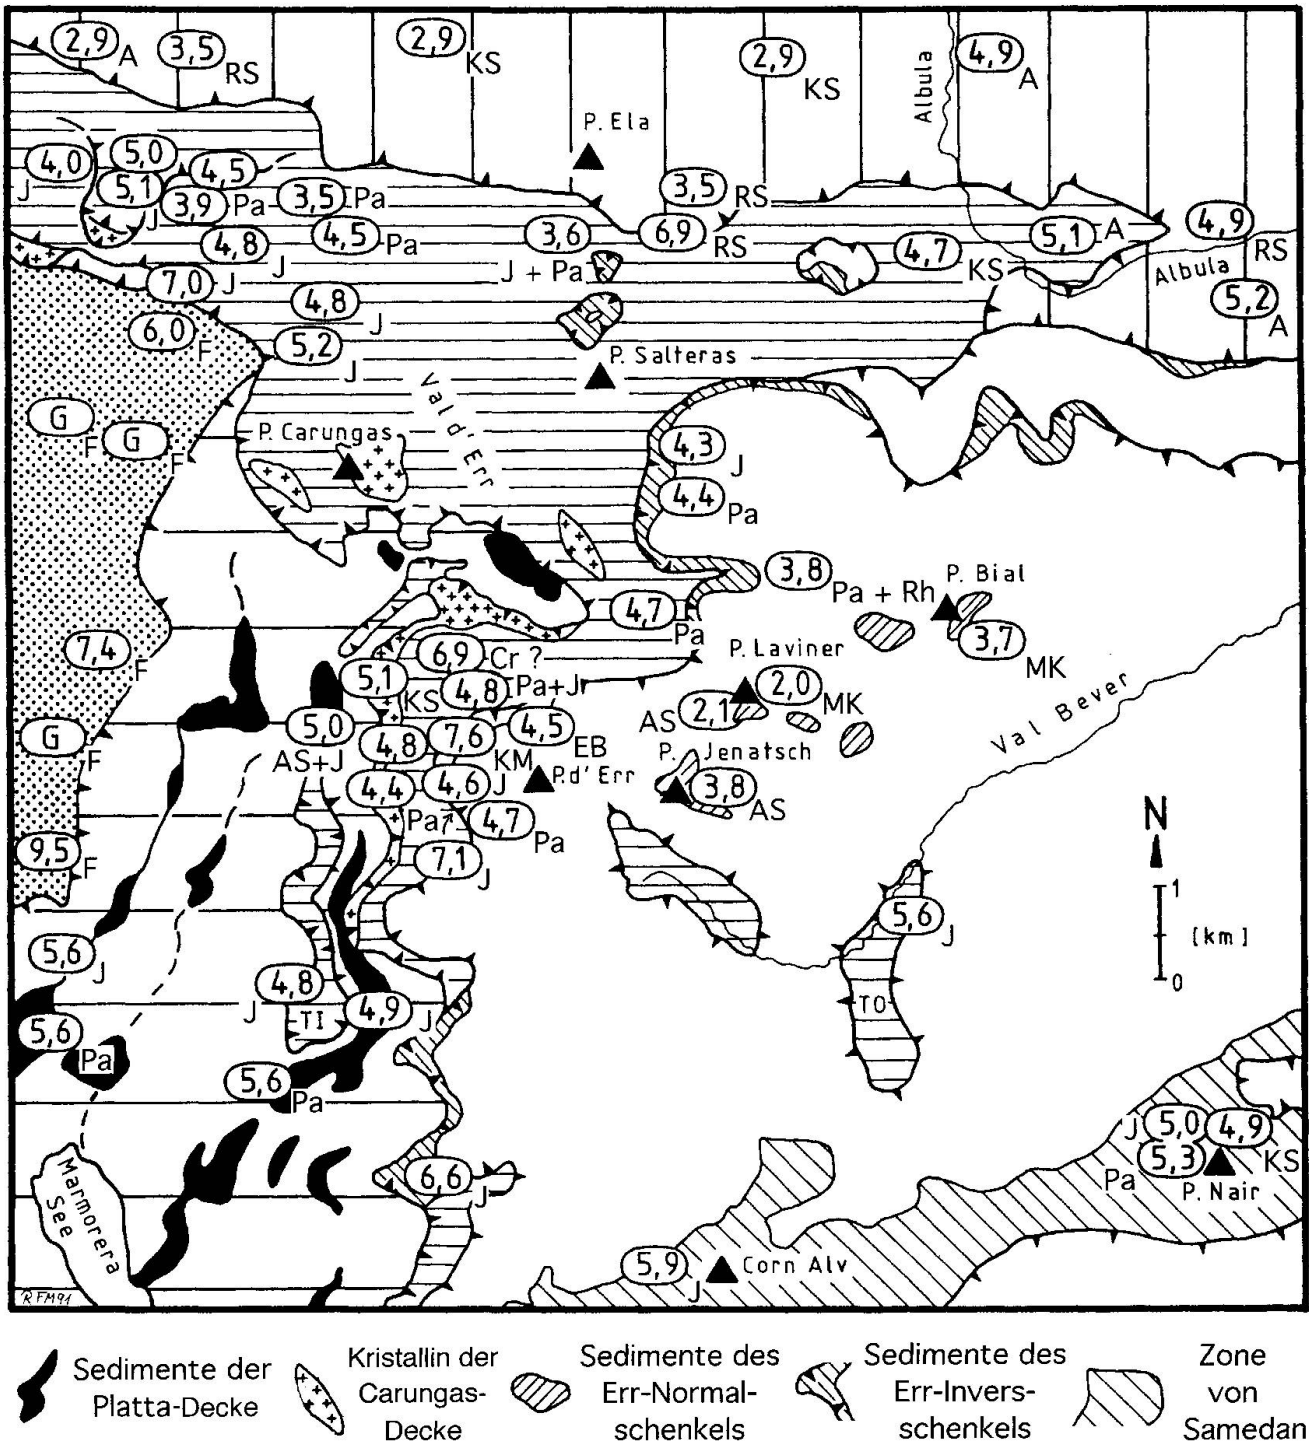 2,9
A
3,5
RS
2,9
KS
2,9
KS
Albula
4,9
A
P. Ela
4,0
J
5,0
5,1
J
4,5
3,9
Pa
3,5
Pa
4,8
J
4,5
Pa
3,6
J + Pa
3,5
RS
6,9
RS
4,7
KS
5,1
A
4,9
RS
Albula
5,2
A
7,0
J
6,0
F
4,8
J
5,2
J
P. Salteras
Val d' Err
G
F
G
F
P. Carungas
4,3
J
4,4
Pa
3,8
Pa + Rh
P. Bial
3,7
MK
4,7
Pa
7,4
F
6,9
Cr ?
5,1
KS
4,8
Pa+J
P. Laviner
2,0
MK
2,1
AS
Val Bever
G
F
5,0
AS+J
4,8
7,6
KM
4,5
EB
P. d' Err
P. Jenatsch
3,8
AS
4,4
Pa
4,6
J
4,7
Pa
7,1
J
9,5
F
N
1
[km]
0
5,6
J
5,6
J
4,8
J
TI
4,9
J
TO
5,6
Pa
5,6
Pa
J
5,0
4,9
KS
5,3
Pa
P. Nair
6,6
J
Marmorera
See
5,9
J
Corn Alv
RFM91
Sedimente der
Platta-Decke
Kristallin der
Carungas-
Decke
Sedimente des
Err-Normal-
schenkels
Sedimente des
Err-Invers-
schenkels
Zone
von
Samedan